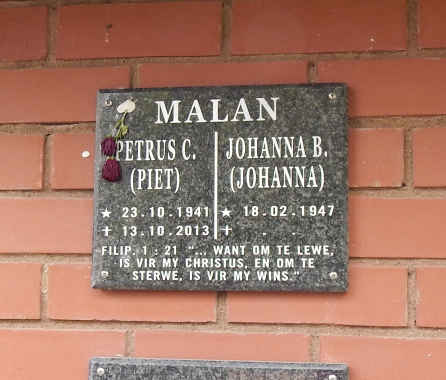 MALAN
PETRUS C. JOHANNA B.
(PIET) (JOHANNA)
★ 23.10.1941 ★ 18.02.1947
+ 13.10.2013 + . .
FILIP. 1 : 21 "... WANT OM TE LEWE,
IS VIR MY CHRISTUS, EN OM TE
STERWE, IS VIR MY WINS."